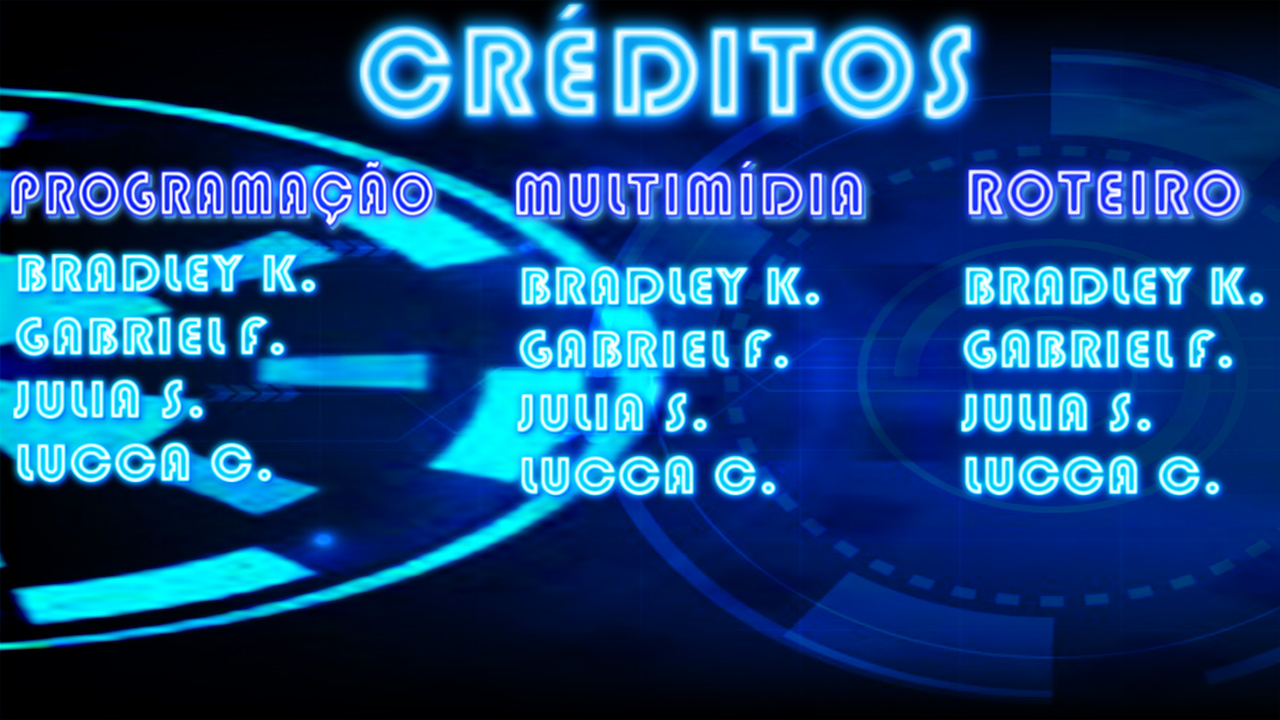 CRÉDITOS
PROGRAMAÇÃO
BRADLEY K.
GABRIEL F.
JULIA S.
LUCCA C.
MULTIMÍDIA
BRADLEY K.
GABRIEL F.
JULIA S.
LUCCA C.
ROTEIRO
BRADLEY K.
GABRIEL F.
JULIA S.
LUCCA C.